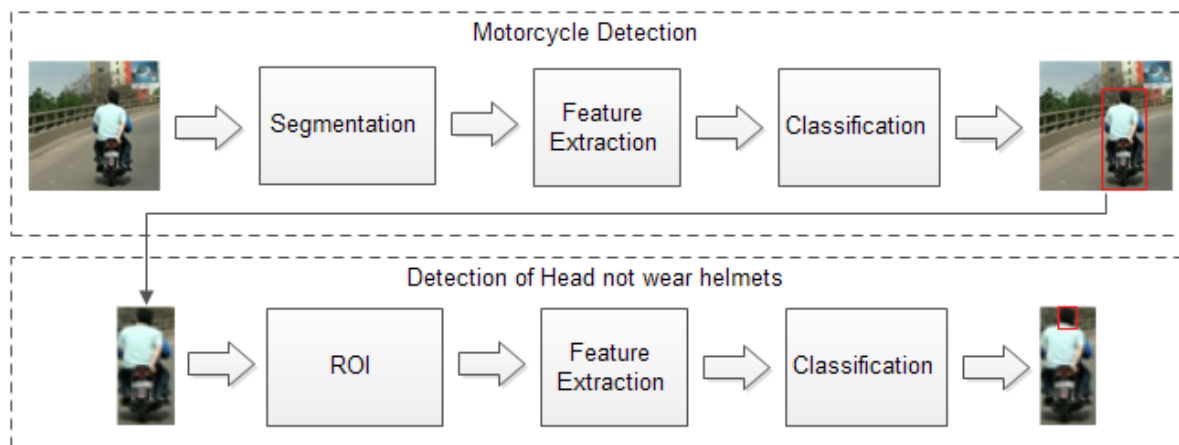 Motorcycle Detection
Segmentation
Feature
Extraction
Classification
Detection of Head not wear helmets
ROI
Feature
Extraction
Classification